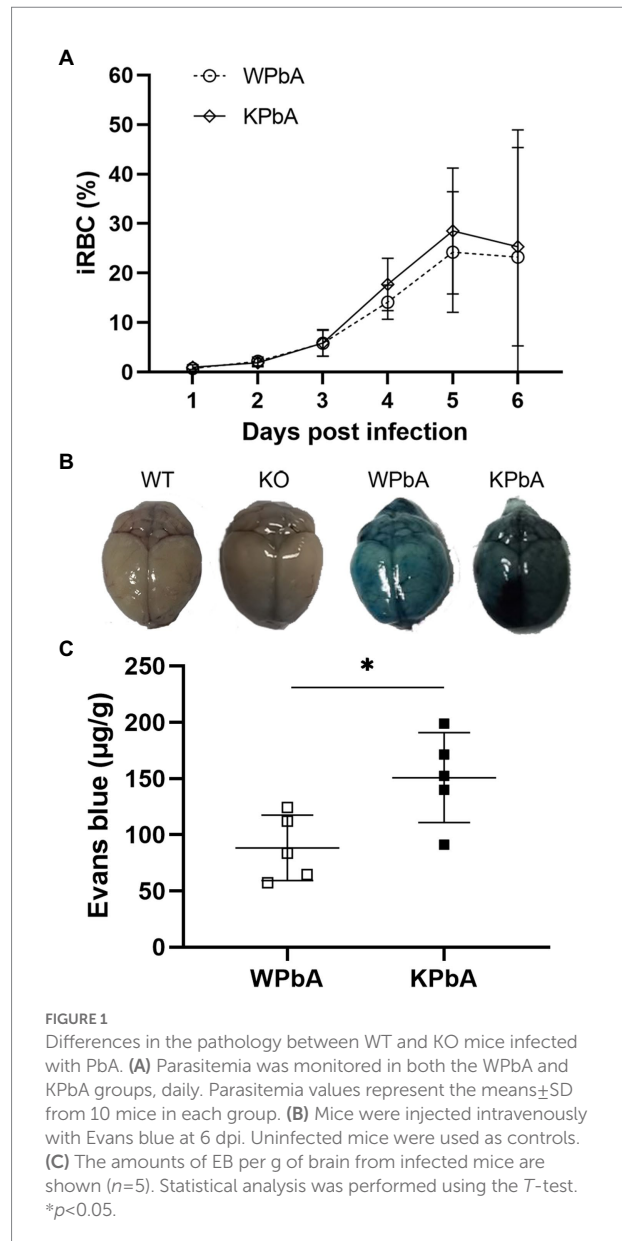 A
60
50
40
30
20
10
0
iRBC (%)
WPbA
KPbA
1 2 3 4 5 6
Days post infection
B
WT KO WPbA KPbA
C
250
200
150
100
50
0
Evans blue (µg/g)
*
WPbA KPbA
FIGURE 1
Differences in the pathology between WT and KO mice infected
with PbA. (A) Parasitemia was monitored in both the WPbA and
KPbA groups, daily. Parasitemia values represent the means±SD
from 10 mice in each group. (B) Mice were injected intravenously
with Evans blue at 6 dpi. Uninfected mice were used as controls.
(C) The amounts of EB per g of brain from infected mice are
shown (n=5). Statistical analysis was performed using the T-test.
*p<0.05.